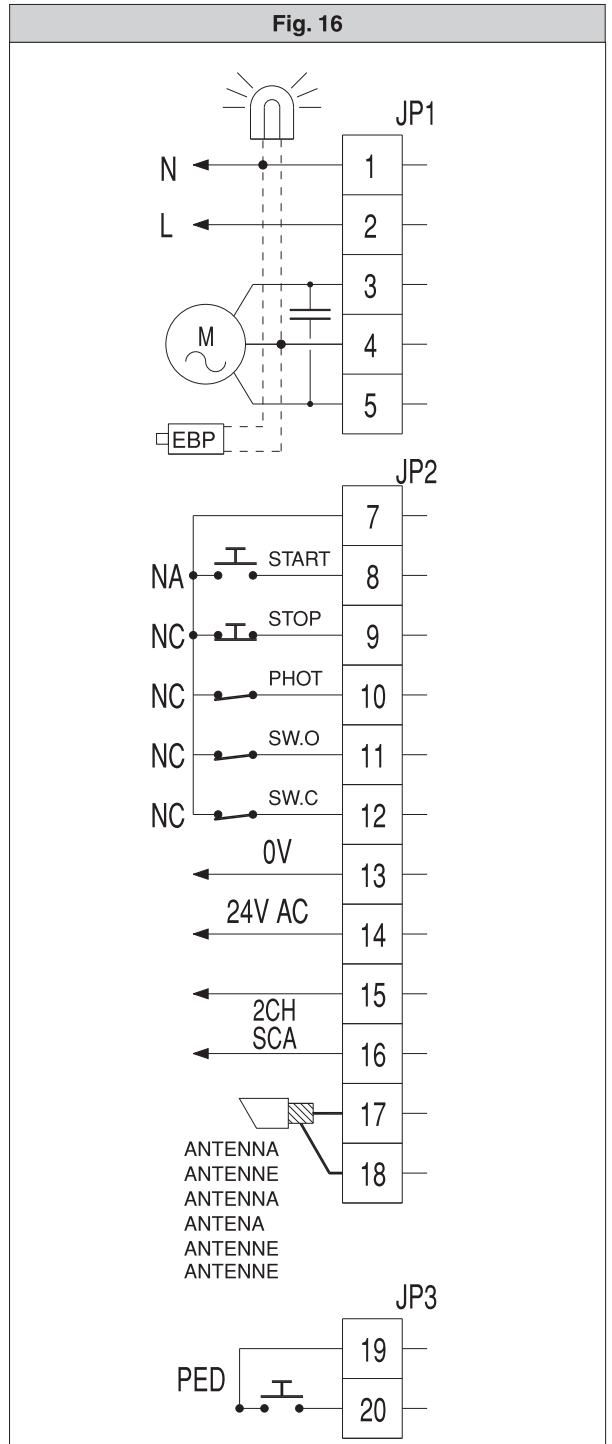 Fig. 16
JP1
N 1
L 2
3
M 4
5
EBP
JP2
7
NA START 8
NC STOP 9
NC PHOT 10
NC SW.O 11
NC SW.C 12
0V 13
24V AC 14
15
2CH
SCA 16
17
ANTENNA
ANTENNE 18
ANTENNA
ANTENA
ANTENNE
ANTENNE
JP3
19
PED 20